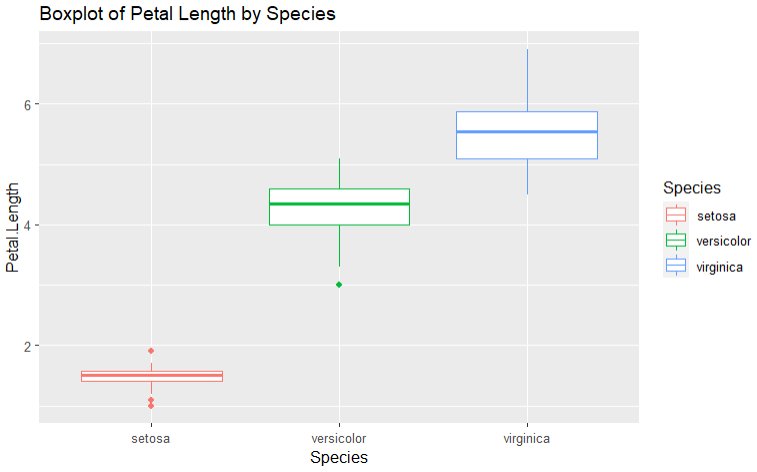 Boxplot of Petal Length by Species
Petal.Length
6
4
2
setosa
versicolor
virginica
Species
Species
setosa
versicolor
virginica